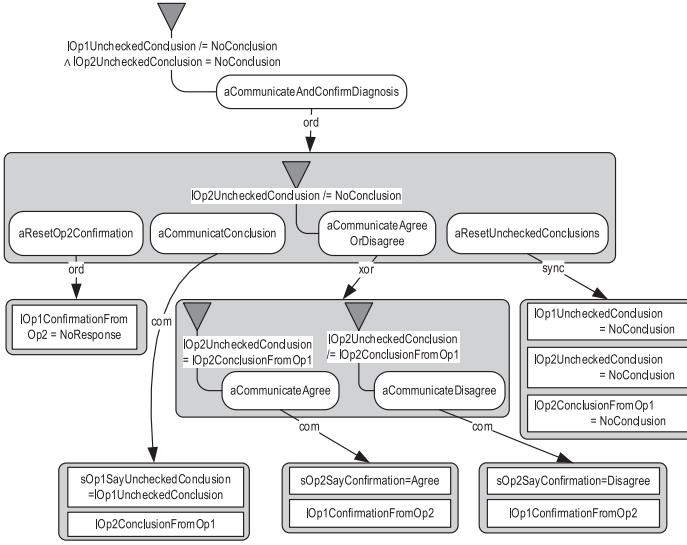 lOp1UncheckedConclusion /= NoConclusion
∧ lOp2UncheckedConclusion = NoConclusion
aCommunicateAndConfirmDiagnosis
ord
lOp2UncheckedConclusion /= NoConclusion
aResetOp2Confirmation
aCommunicatConclusion
aCommunicateAgree
OrDisagree
aResetUncheckedConclusions
ord
xor
sync
lOp1ConfirmationFrom
Op2 = NoResponse
com
lOp2UncheckedConclusion
= lOp2ConclusionFromOp1
lOp2UncheckedConclusion
/= lOp2ConclusionFromOp1
lOp1UncheckedConclusion
= NoConclusion
lOp2UncheckedConclusion
= NoConclusion
lOp2ConclusionFromOp1
= NoConclusion
aCommunicateAgree
aCommunicateDisagree
com
com
sOp1SayUncheckedConclusion
=lOp1UncheckedConclusion
lOp2ConclusionFromOp1
sOp2SayConfirmation=Agree
lOp1ConfirmationFromOp2
sOp2SayConfirmation=Disagree
lOp1ConfirmationFromOp2